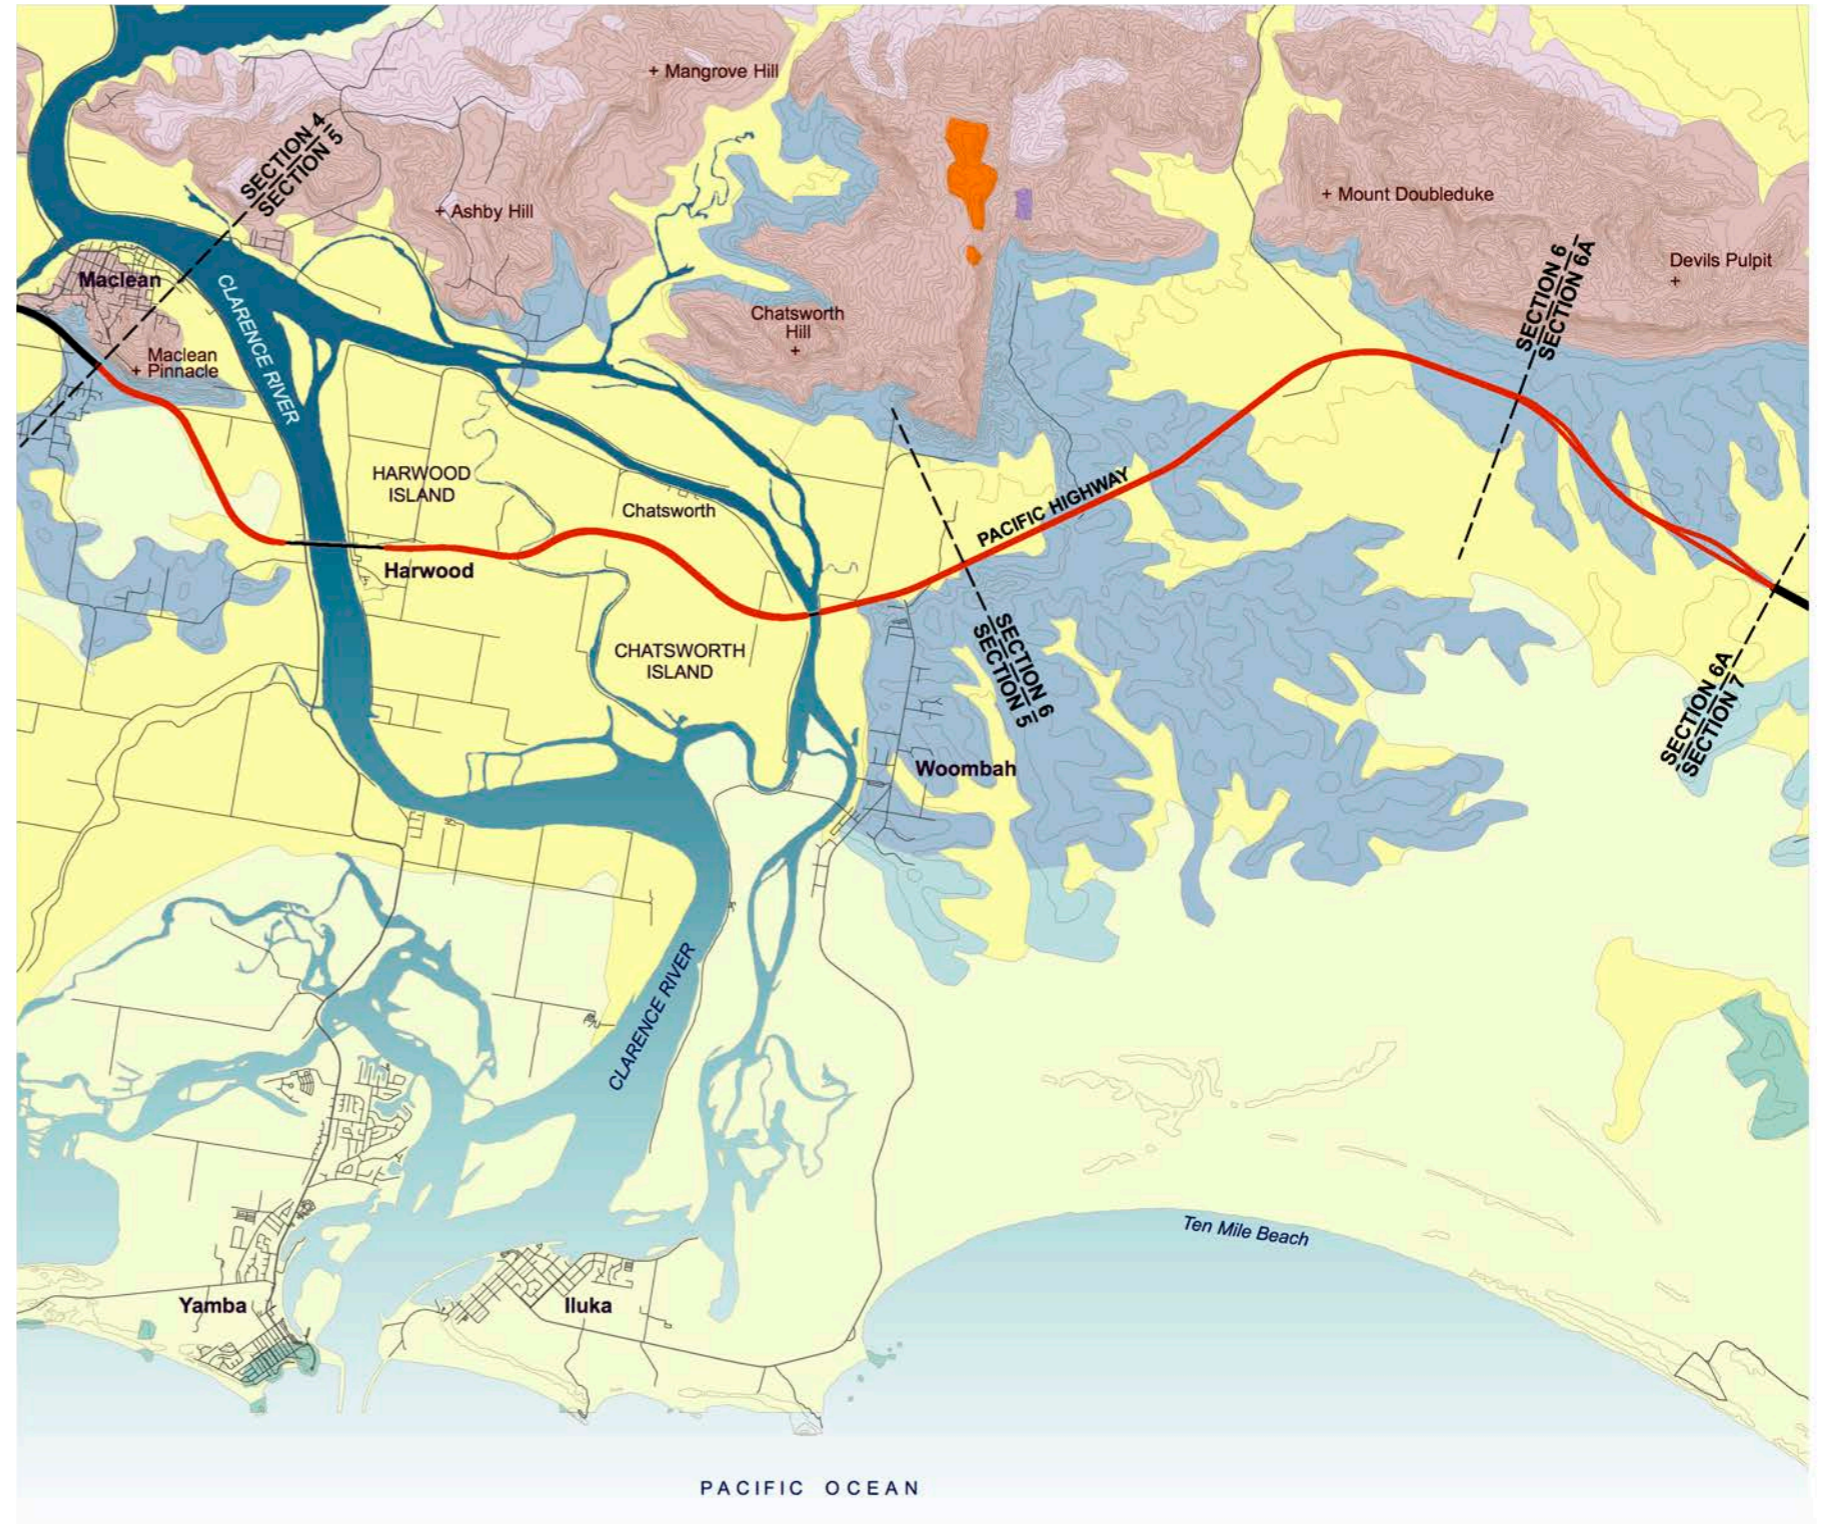 + Mangrove Hill
SECTION 4
SECTION 5
+ Ashby Hill
+ Mount Doubleduke
SECTION 6
SECTION 6A
Devils Pulpit
+
Maclean
CLARENCE RIVER
Chatsworth
Hill
+
Maclean
+ Pinnacle
HARWOOD
ISLAND
Chatsworth
PACIFIC HIGHWAY
Harwood
CHATSWORTH
ISLAND
SECTION 6
SECTION 5
SECTION 6A
SECTION 7
Woombah
CLARENCE RIVER
Ten Mile Beach
Yamba
Iluka
PACIFIC OCEAN